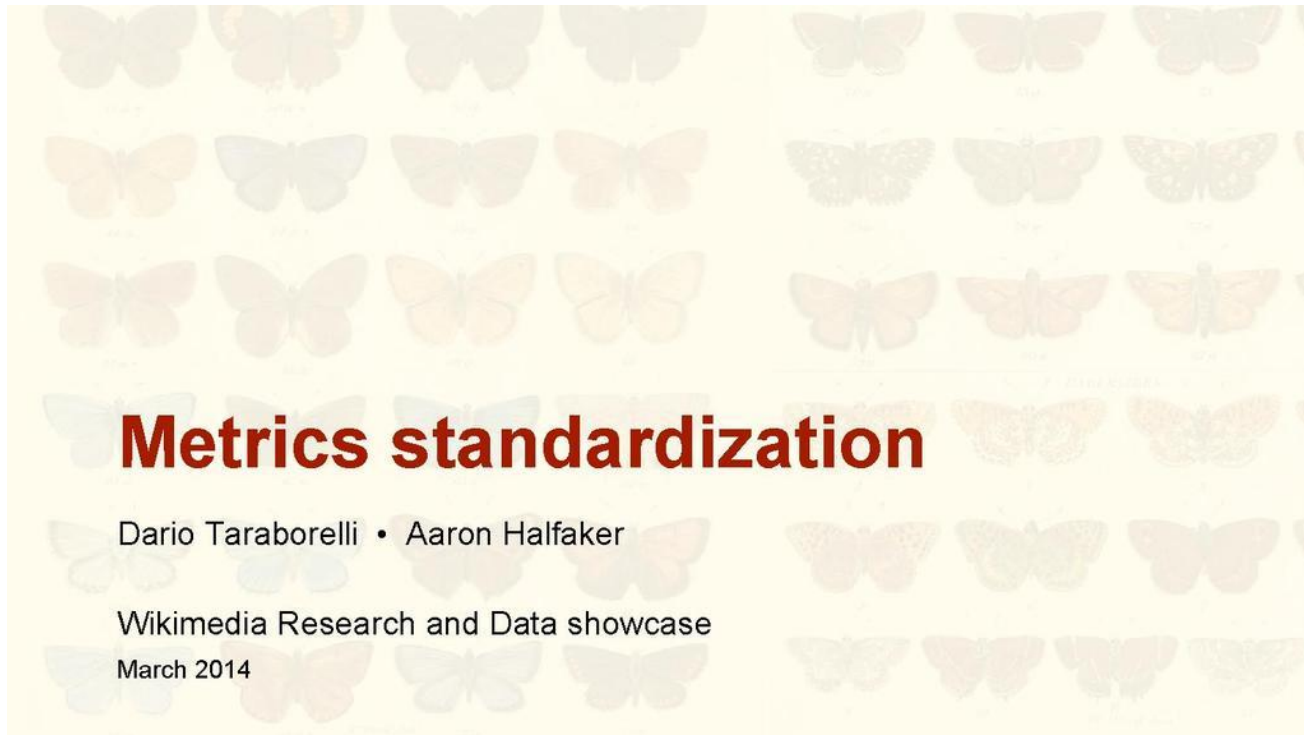 Metrics standardization
Dario Taraborelli • Aaron Halfaker
Wikimedia Research and Data showcase
March 2014